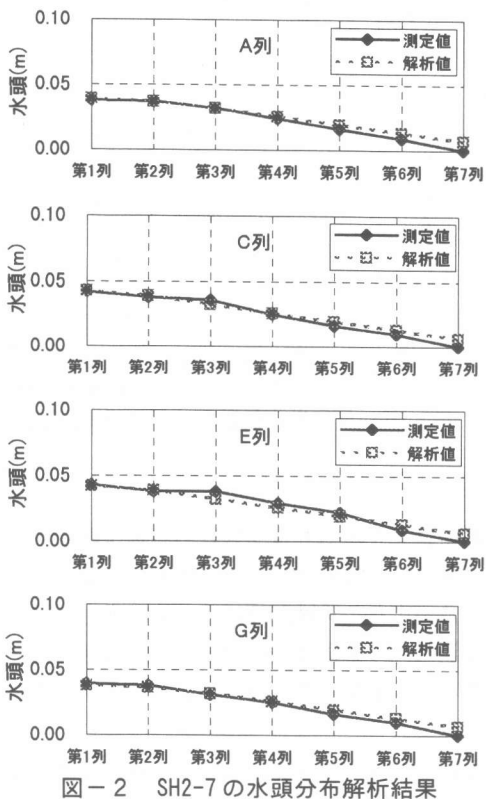 0.10
A列
測定値
解析値
水頭(m)
0.05
0.00
第1列 第2列 第3列 第4列 第5列 第6列 第7列
0.10
C列
測定値
解析値
水頭(m)
0.05
0.00
第1列 第2列 第3列 第4列 第5列 第6列 第7列
0.10
E列
測定値
解析値
水頭(m)
0.05
0.00
第1列 第2列 第3列 第4列 第5列 第6列 第7列
0.10
G列
測定値
解析値
水頭(m)
0.05
0.00
第1列 第2列 第3列 第4列 第5列 第6列 第7列
図-2 SH2-7の水頭分布解析結果